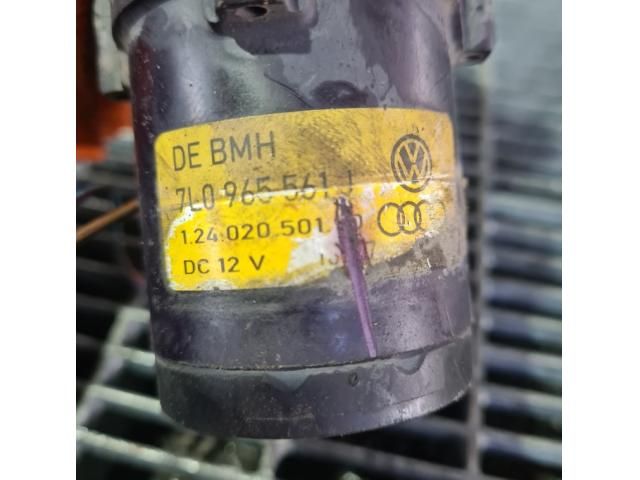 DE BMH
7L0 965 561 J
1.24.020.501.
DC 12 V